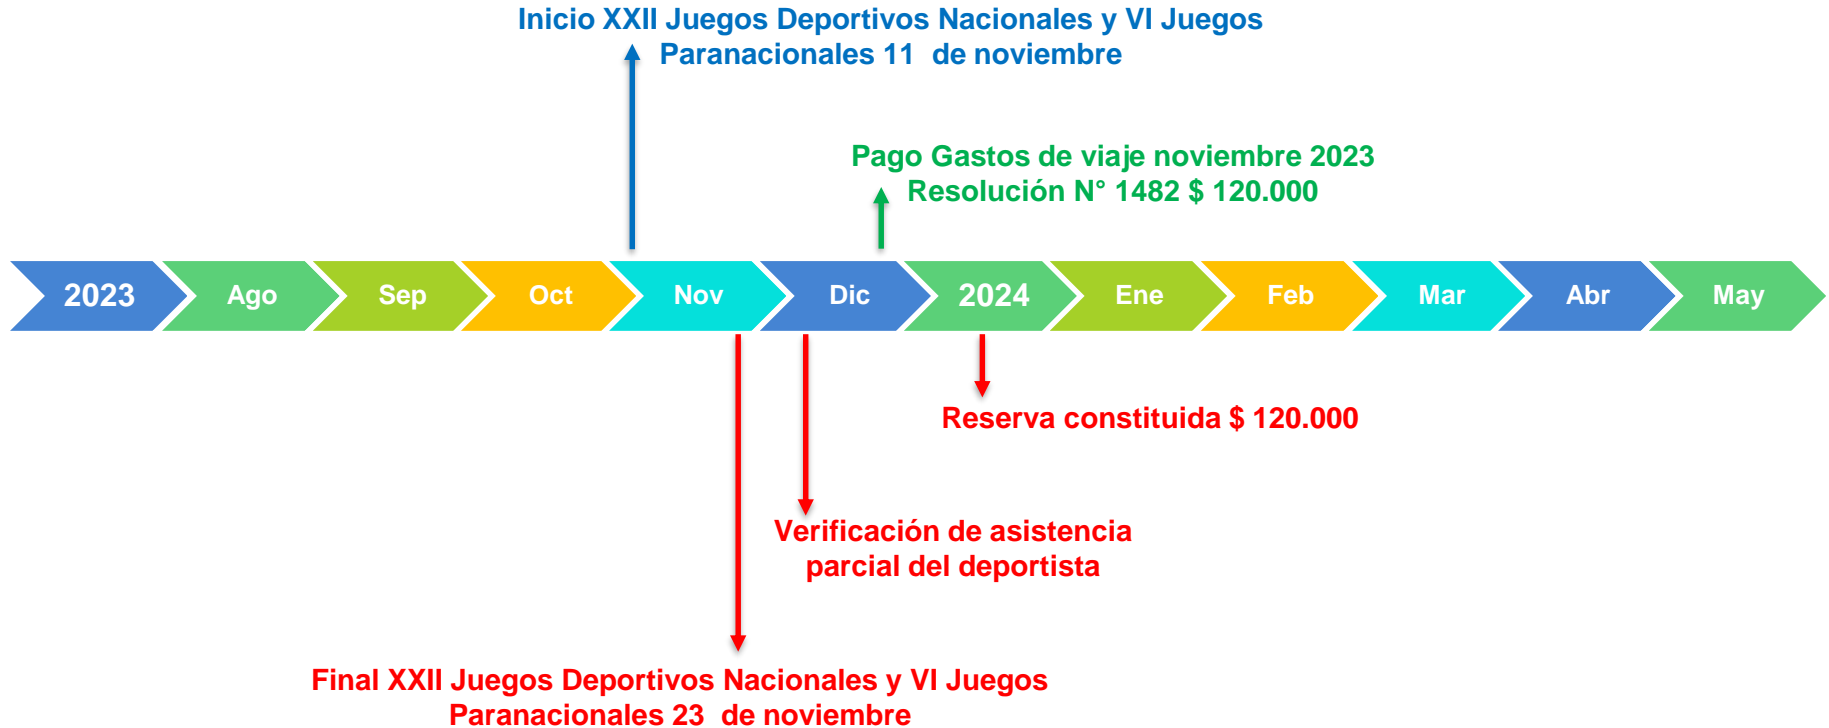 Inicio XXII Juegos Deportivos Nacionales y VI Juegos
Paranacionales 11 de noviembre
Pago Gastos de viaje noviembre 2023
Resolución N° 1482 $ 120.000
2023
Ago
Sep
Oct
Nov
Dic
2024
Ene
Feb
Mar
Abr
May
Reserva constituida $ 120.000
Verificación de asistencia
parcial del deportista
Final XXII Juegos Deportivos Nacionales y VI Juegos
Paranacionales 23 de noviembre